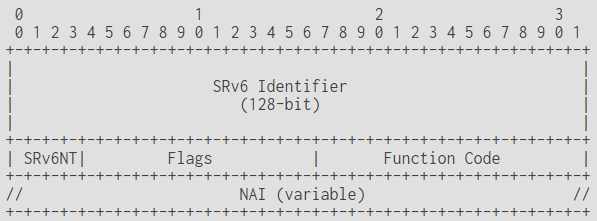 0                   1                   2                   3
  0 1 2 3 4 5 6 7 8 9 0 1 2 3 4 5 6 7 8 9 0 1 2 3 4 5 6 7 8 9 0 1
+-+-+-+-+-+-+-+-+-+-+-+-+-+-+-+-+-+-+-+-+-+-+-+-+-+-+-+-+-+-+-+-+
|                                                               |
|                      SRv6 Identifier                          |
|                         (128-bit)                             |
|                                                               |
+-+-+-+-+-+-+-+-+-+-+-+-+-+-+-+-+-+-+-+-+-+-+-+-+-+-+-+-+-+-+-+-+
| SRv6NT|         Flags           |       Function Code         |
+-+-+-+-+-+-+-+-+-+-+-+-+-+-+-+-+-+-+-+-+-+-+-+-+-+-+-+-+-+-+-+-+
//                        NAI (variable)                       //
+-+-+-+-+-+-+-+-+-+-+-+-+-+-+-+-+-+-+-+-+-+-+-+-+-+-+-+-+-+-+-+-+